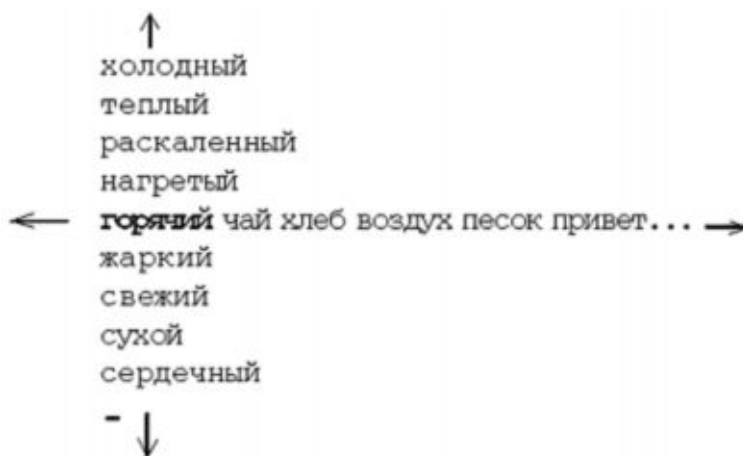 холодный
теплый
раскаленный
нагретый
горячий чай хлеб воздух песок привет...
жаркий
свежий
сухой
сердечный
-